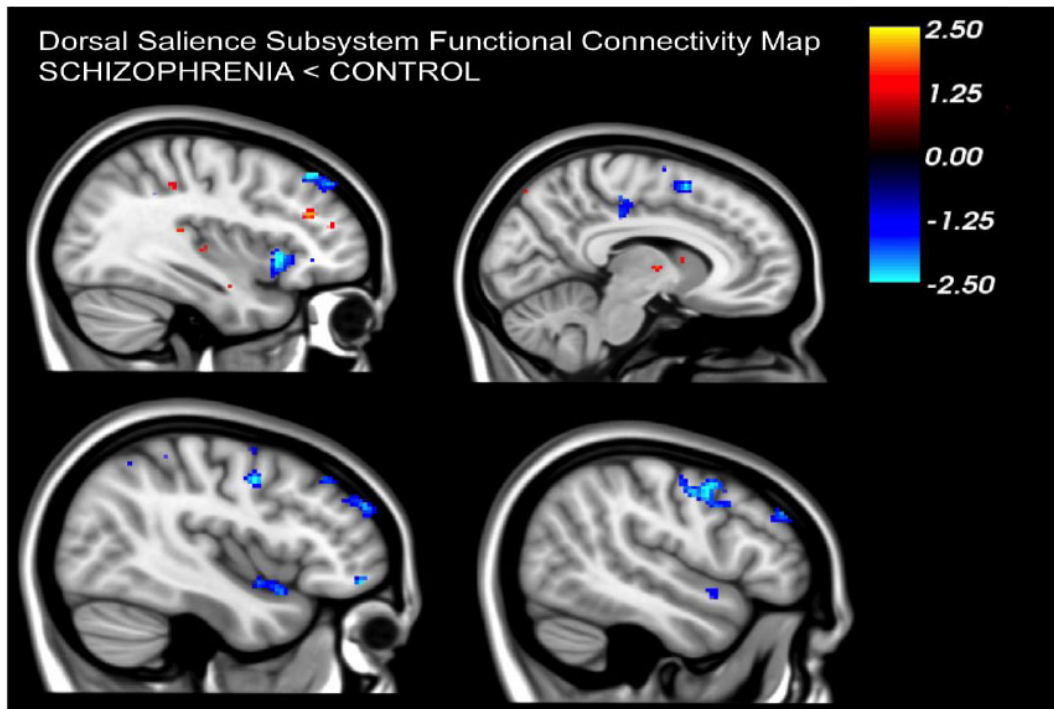 Dorsal Salience Subsystem Functional Connectivity Map
SCHIZOPHRENIA < CONTROL
2.50
1.25
0.00
-1.25
-2.50